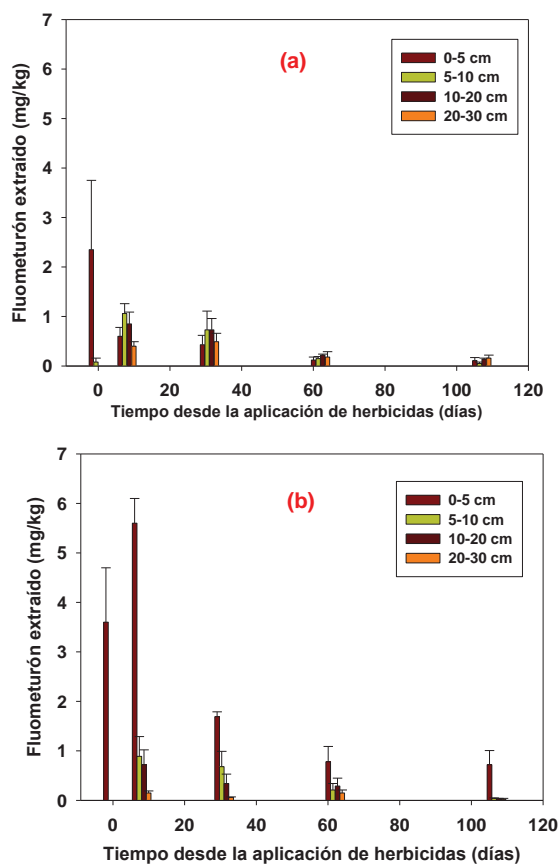 7
6
5
4
3
2
1
0
Fluometurón extraído (mg/kg)
(a)
0-5 cm
5-10 cm
10-20 cm
20-30 cm
0 20 40 60 80 100 120
Tiempo desde la aplicación de herbicidas (días)
7
6
5
4
3
2
1
0
Fluometurón extraído (mg/kg)
(b)
0-5 cm
5-10 cm
10-20 cm
20-30 cm
0 20 40 60 80 100 120
Tiempo desde la aplicación de herbicidas (días)